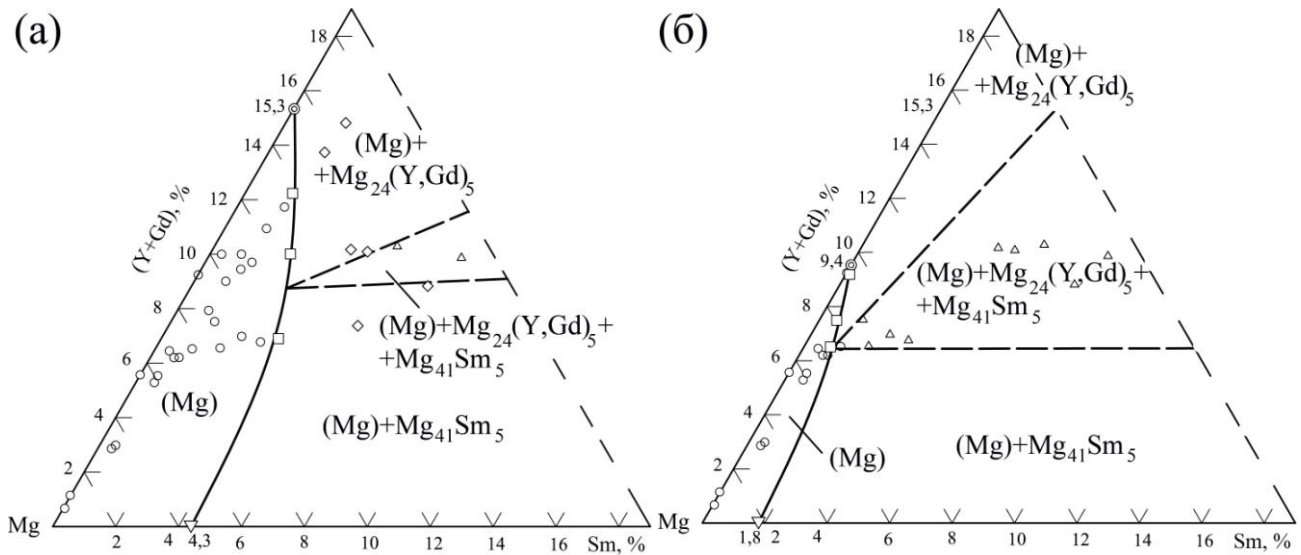 (а)
18
16
15,3
14
(Mg)+
+Mg24(Y,Gd)5
12
(Y+Gd), %
10
8
(Mg)+Mg24(Y,Gd)5+
+Mg41Sm5
6
(Mg)
4
(Mg)+Mg41Sm5
2
Mg
2
4
4,3
6
8
10
12
14
16
Sm, %
(б)
18
(Mg)+
+Mg24(Y,Gd)5
16
15,3
14
12
(Y+Gd), %
10
9,4
(Mg)+Mg24(Y,Gd)5+
+Mg41Sm5
8
6
4
(Mg)
(Mg)+Mg41Sm5
2
Mg
1,8
2
4
6
8
10
12
14
16
Sm, %